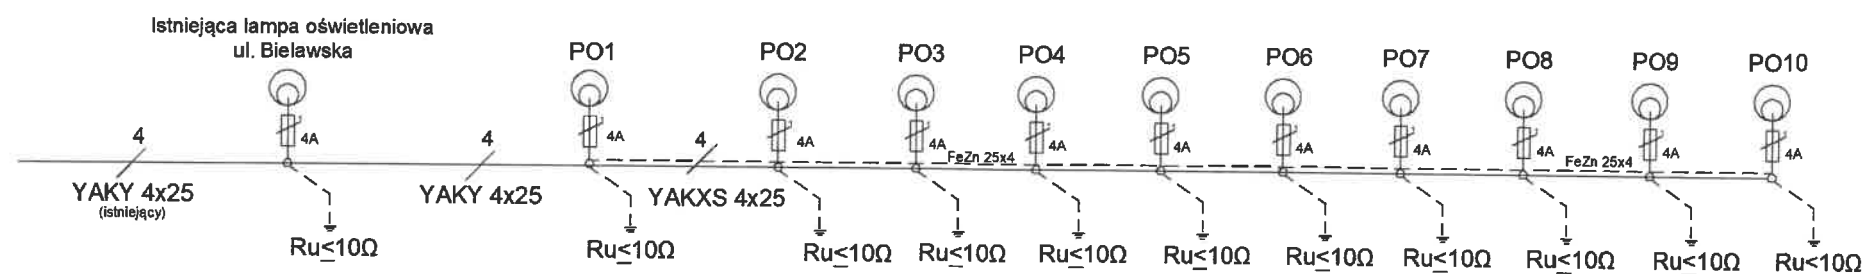 Istniejąca lampa oświetleniowa
ul. Bielawska
PO1
PO2
PO3
PO4
PO5
PO6
PO7
PO8
PO9
PO10
4A
4A
4A
4A
4A
4A
4A
4A
4A
4A
4A
4
4
4
FeZn 25x4
FeZn 25x4
YAKY 4x25
(istniejący)
YAKY 4x25
YAKXS 4x25
Ru≤10Ω
Ru≤10Ω
Ru≤10Ω
Ru≤10Ω
Ru≤10Ω
Ru≤10Ω
Ru≤10Ω
Ru≤10Ω
Ru≤10Ω
Ru≤10Ω
Ru≤10Ω